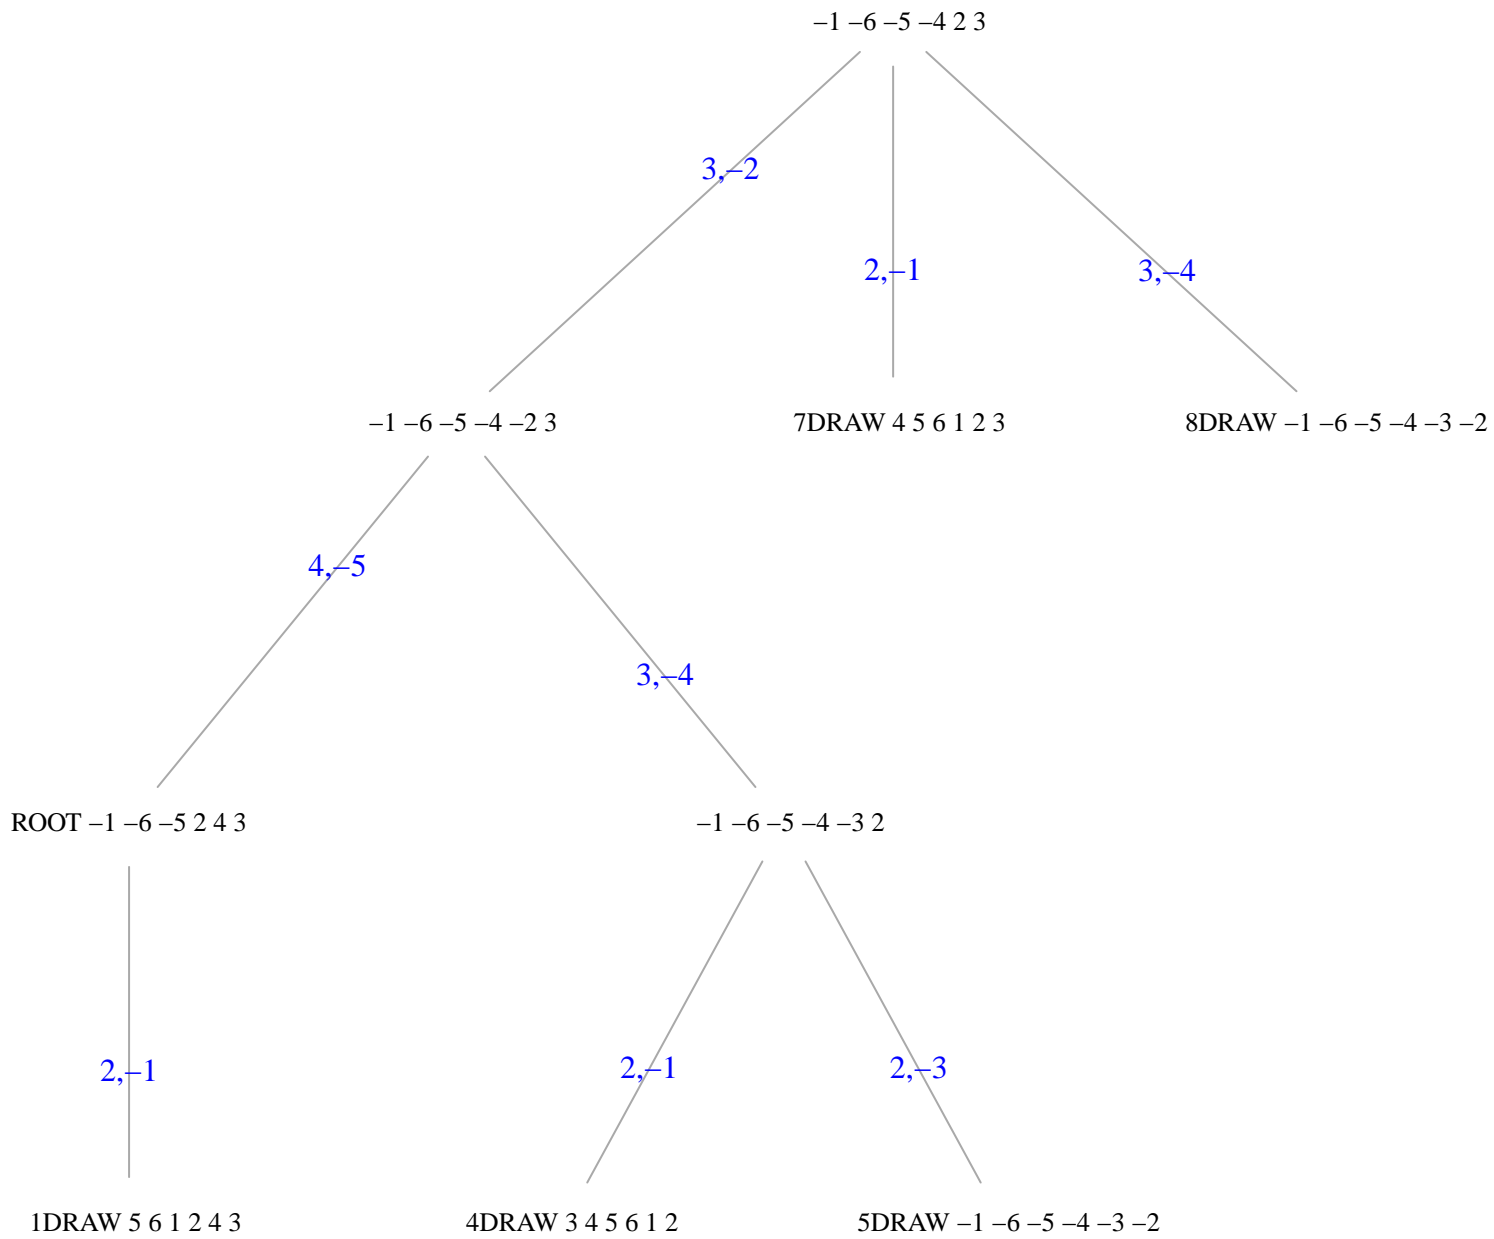 –1 –6 –5 –4 2 3
3,–2
2,–1
3,–4
–1 –6 –5 –4 –2 3
7DRAW 4 5 6 1 2 3
8DRAW –1 –6 –5 –4 –3 –2
4,–5
3,–4
ROOT –1 –6 –5 2 4 3
–1 –6 –5 –4 –3 2
2,–1
2,–1
2,–3
1DRAW 5 6 1 2 4 3
4DRAW 3 4 5 6 1 2
5DRAW –1 –6 –5 –4 –3 –2